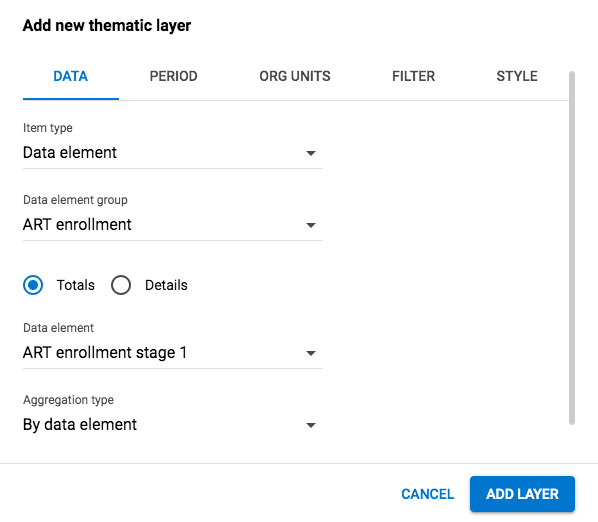 Add new thematic layer
DATA PERIOD ORG UNITS FILTER STYLE
Item type
Data element
Data element group
ART enrollment
Totals Details
Data element
ART enrollment stage 1
Aggregation type
By data element
CANCEL ADD LAYER